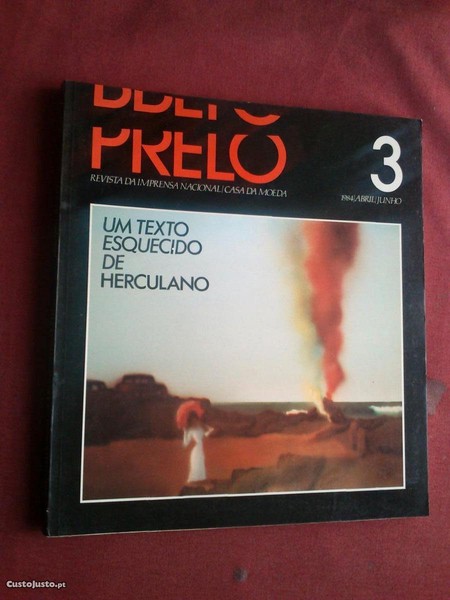 PRELO
3
REVISTA DA IMPRENSA NACIONAL/CASA DA MOEDA
1984/ABRIL/JUNHO
UM TEXTO
ESQUECIDO
DE
HERCULANO
CustoJusto.pt